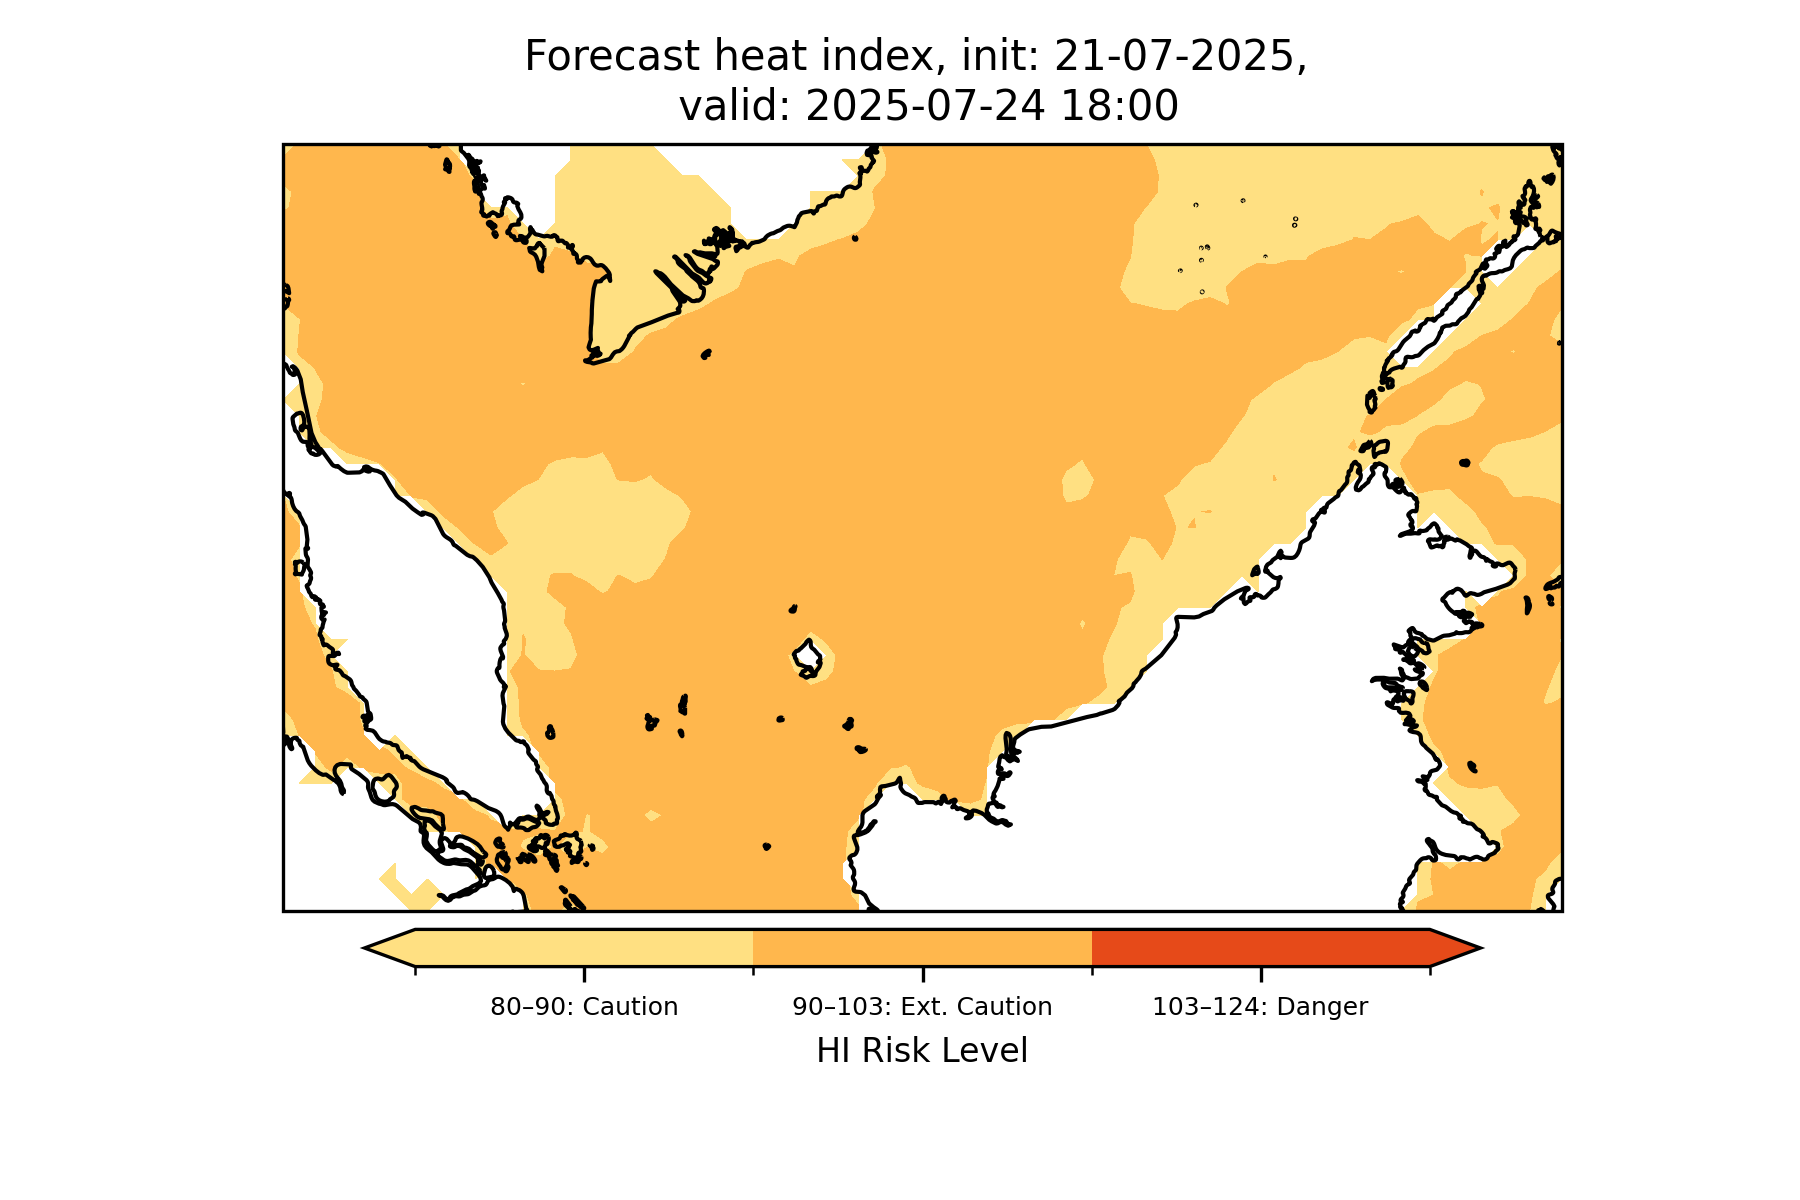 Forecast heat index, init: 21-07-2025,
valid: 2025-07-24 18:00
80–90: Caution
90–103: Ext. Caution
103–124: Danger
HI Risk Level